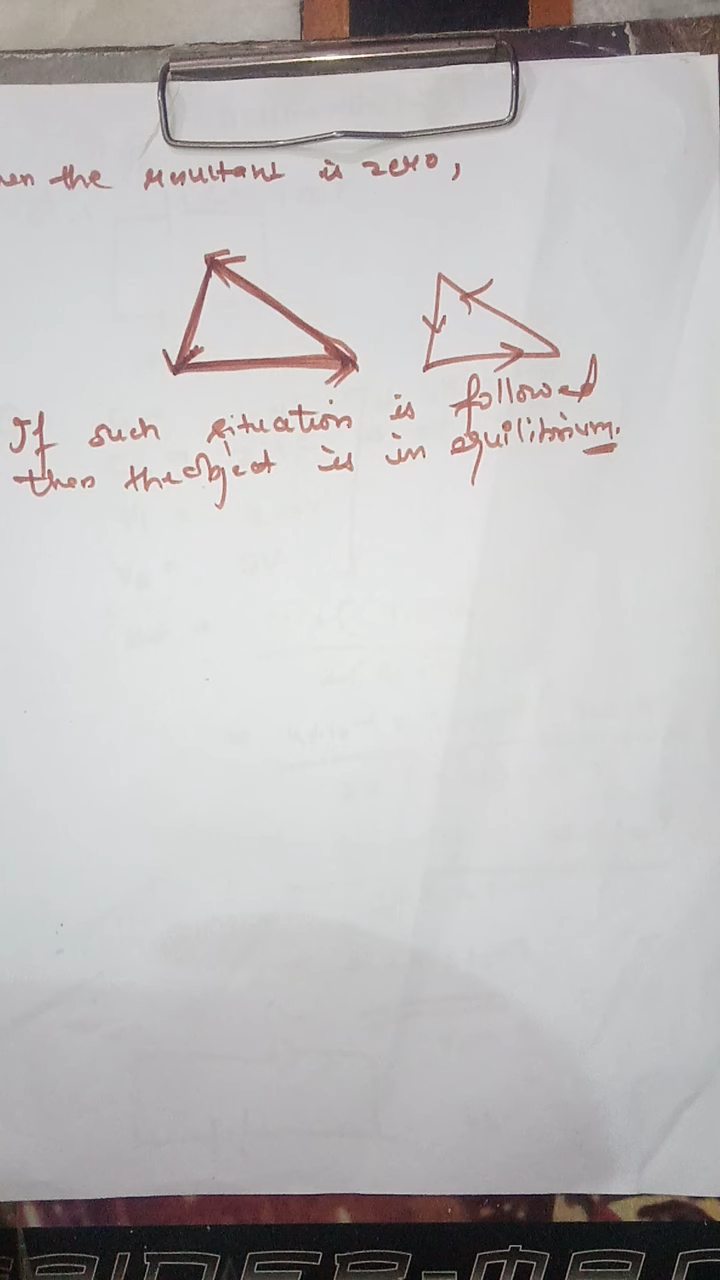 the resultant is zero,
If such situation is followed
then the object is in equilibrium.